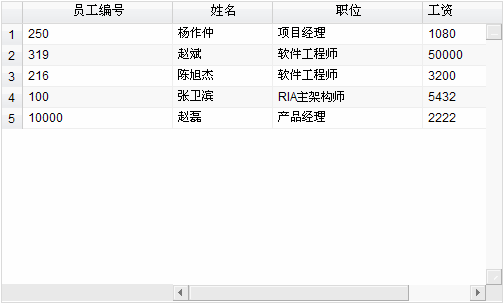 员工编号 姓名 职位 工资
1 250 杨作仲 项目经理 1080
2 319 赵斌 软件工程师 50000
3 216 陈旭杰 软件工程师 3200
4 100 张卫滨 RIA主架构师 5432
5 10000 赵磊 产品经理 2222